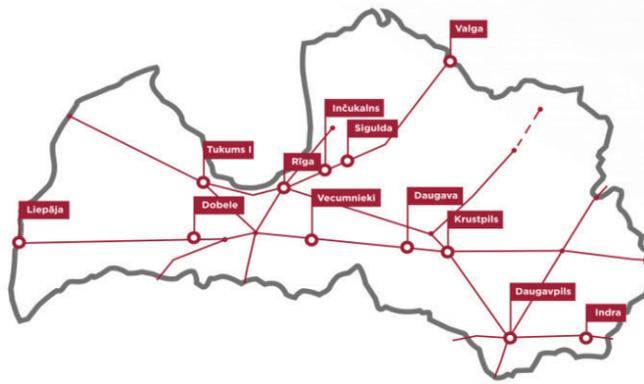 Valga
Inčukalns
Sigulda
Tukums I
Rīga
Vecumnieki
Daugava
Dobele
Liepāja
Krustpils
Daugavpils
Indra